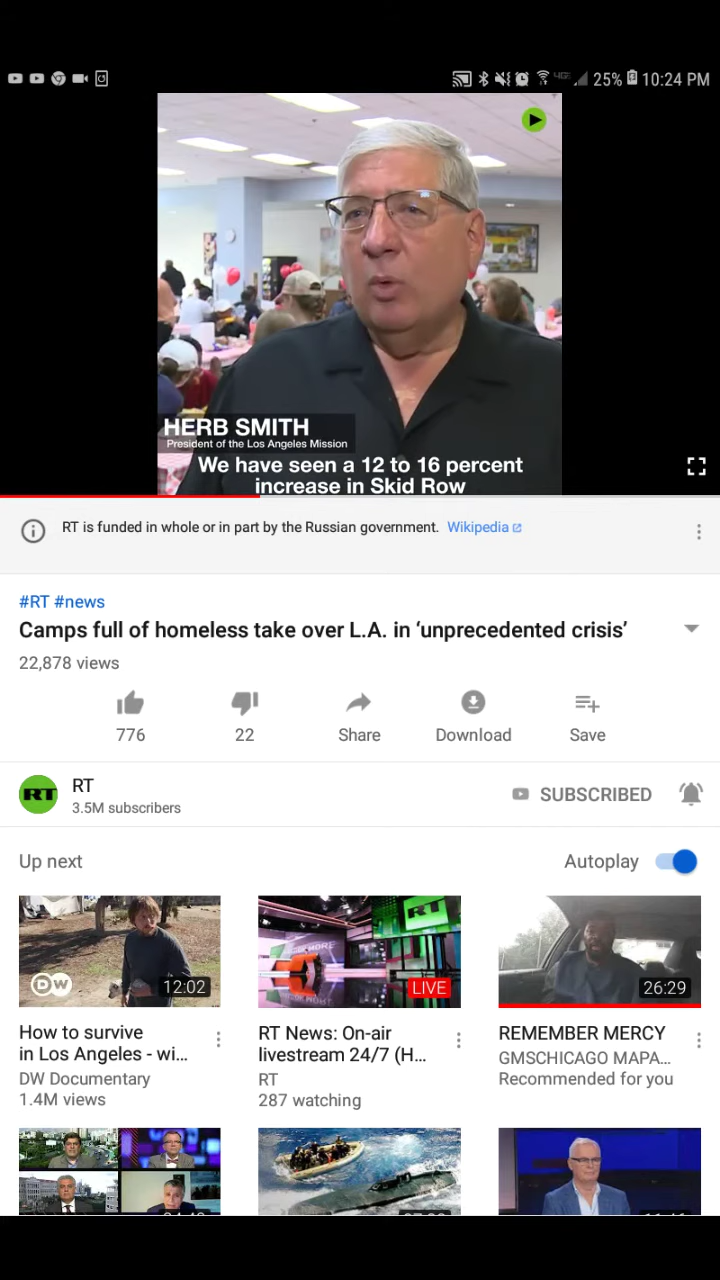 25% 10:24 PM
HERB SMITH
President of the Los Angeles Mission
We have seen a 12 to 16 percent
increase in Skid Row
RT is funded in whole or in part by the Russian government. Wikipedia
#RT #news
Camps full of homeless take over L.A. in ‘unprecedented crisis’
22,878 views
776 22 Share Download Save
RT
RT
3.5M subscribers
SUBSCRIBED
Up next
Autoplay
DW
12:02
RT
LIVE
26:29
How to survive
in Los Angeles - wi...
DW Documentary
1.4M views
RT News: On-air
livestream 24/7 (H...
RT
287 watching
REMEMBER MERCY
GMSCHICAGO MAPA...
Recommended for you